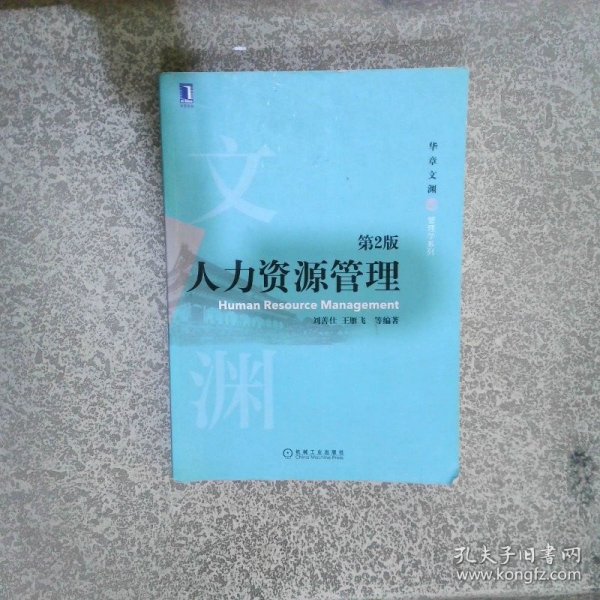 文渊
华章文渊
管理学系列
第2版
人力资源管理
Human Resource Management
刘善仕 王雁飞 等编著
机械工业出版社
China Machine Press
孔夫子旧书网
www.kongfz.com